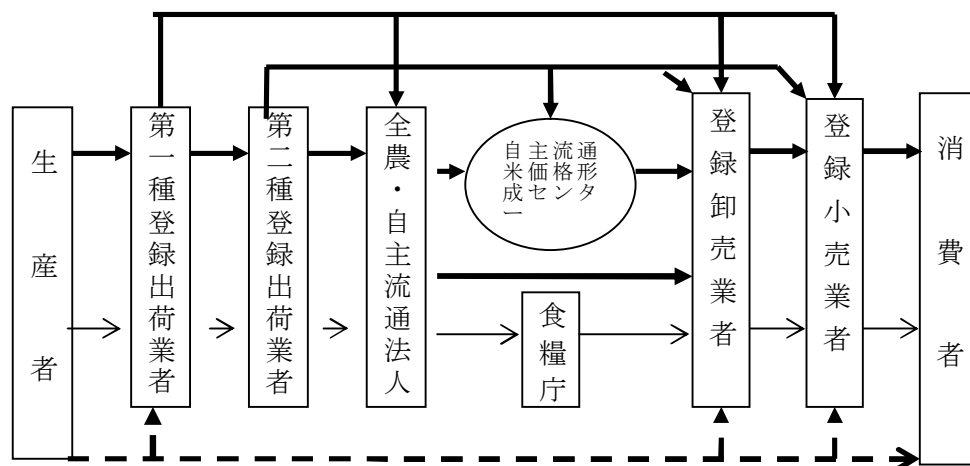 生産者
第一種登録出荷業者
第二種登録出荷業者
全農・自主流通法人
自主流通
米価格形
成センター
食糧庁
登録卸売業者
登録小売業者
消費者